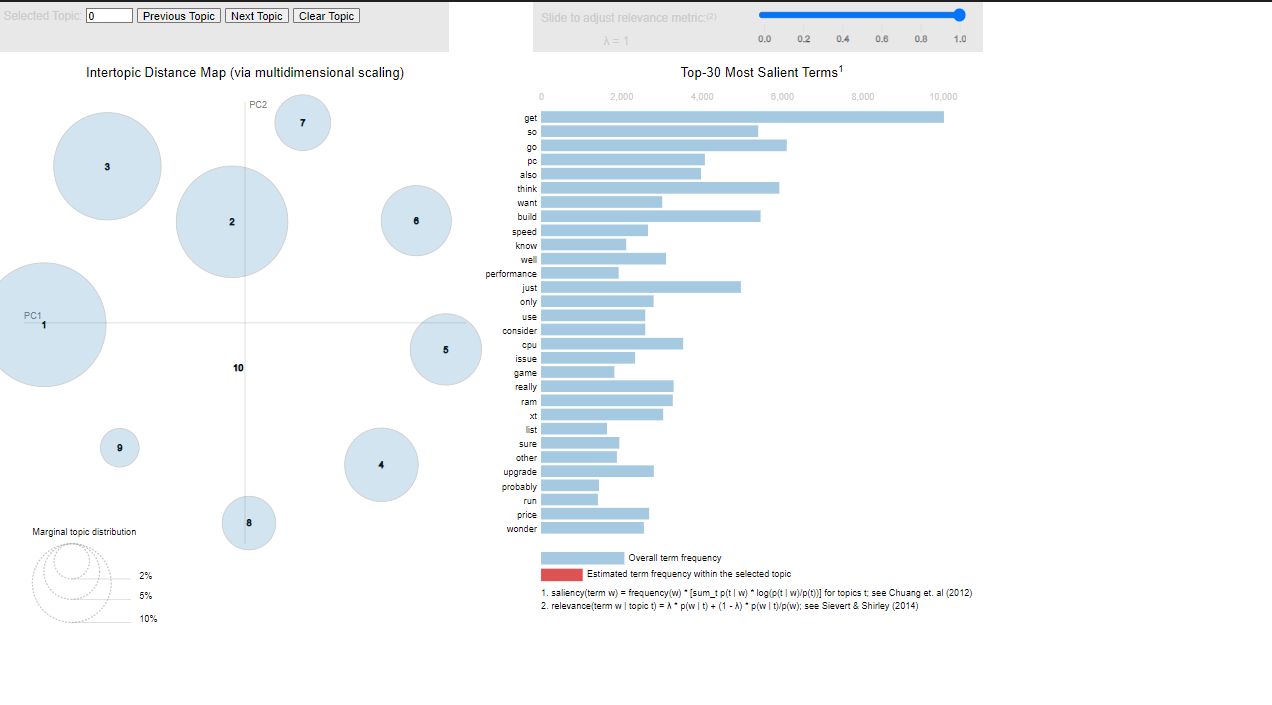 Selected Topic: 0 Previous Topic Next Topic Clear Topic
Slide to adjust relevance metric:(2)
λ = 1
0.0 0.2 0.4 0.6 0.8 1.0
Intertopic Distance Map (via multidimensional scaling)
PC2
7
3
2
6
PC1
1
5
10
9
4
8
Marginal topic distribution
2%
5%
10%
Top-30 Most Salient Terms1
0 2,000 4,000 6,000 8,000 10,000
get
so
go
pc
also
think
want
build
speed
know
well
performance
just
only
use
consider
cpu
issue
game
really
ram
xt
list
sure
other
upgrade
probably
run
price
wonder
Overall term frequency
Estimated term frequency within the selected topic
1. saliency(term w) = frequency(w) * [sum_t p(t | w) * log(p(t | w)/p(t))] for topics t; see Chuang et. al (2012)
2. relevance(term w | topic t) = λ * p(w | t) + (1 - λ) * p(w | t)/p(w); see Sievert & Shirley (2014)